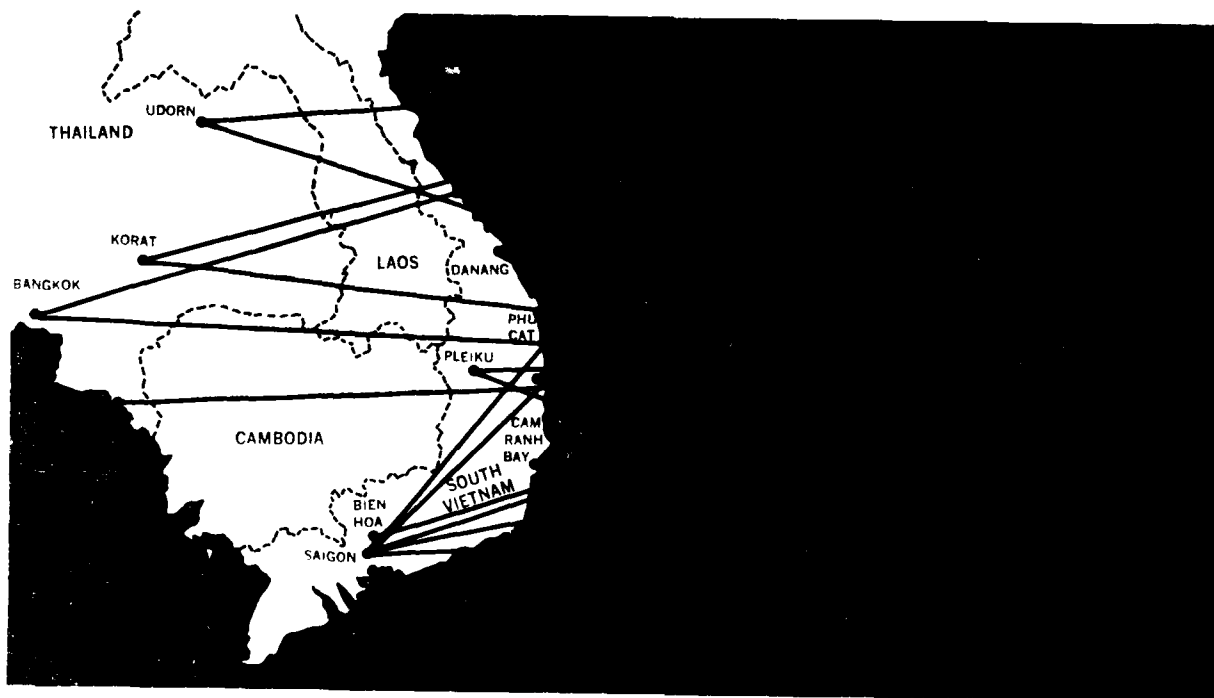 UDORN
THAILAND
KORAT
LAOS
DANANG
BANGKOK
PHU
CAT
PLEIKU
CAM
RANH
BAY
CAMBODIA
SOUTH
VIETNAM
BIEN
HOA
SAIGON